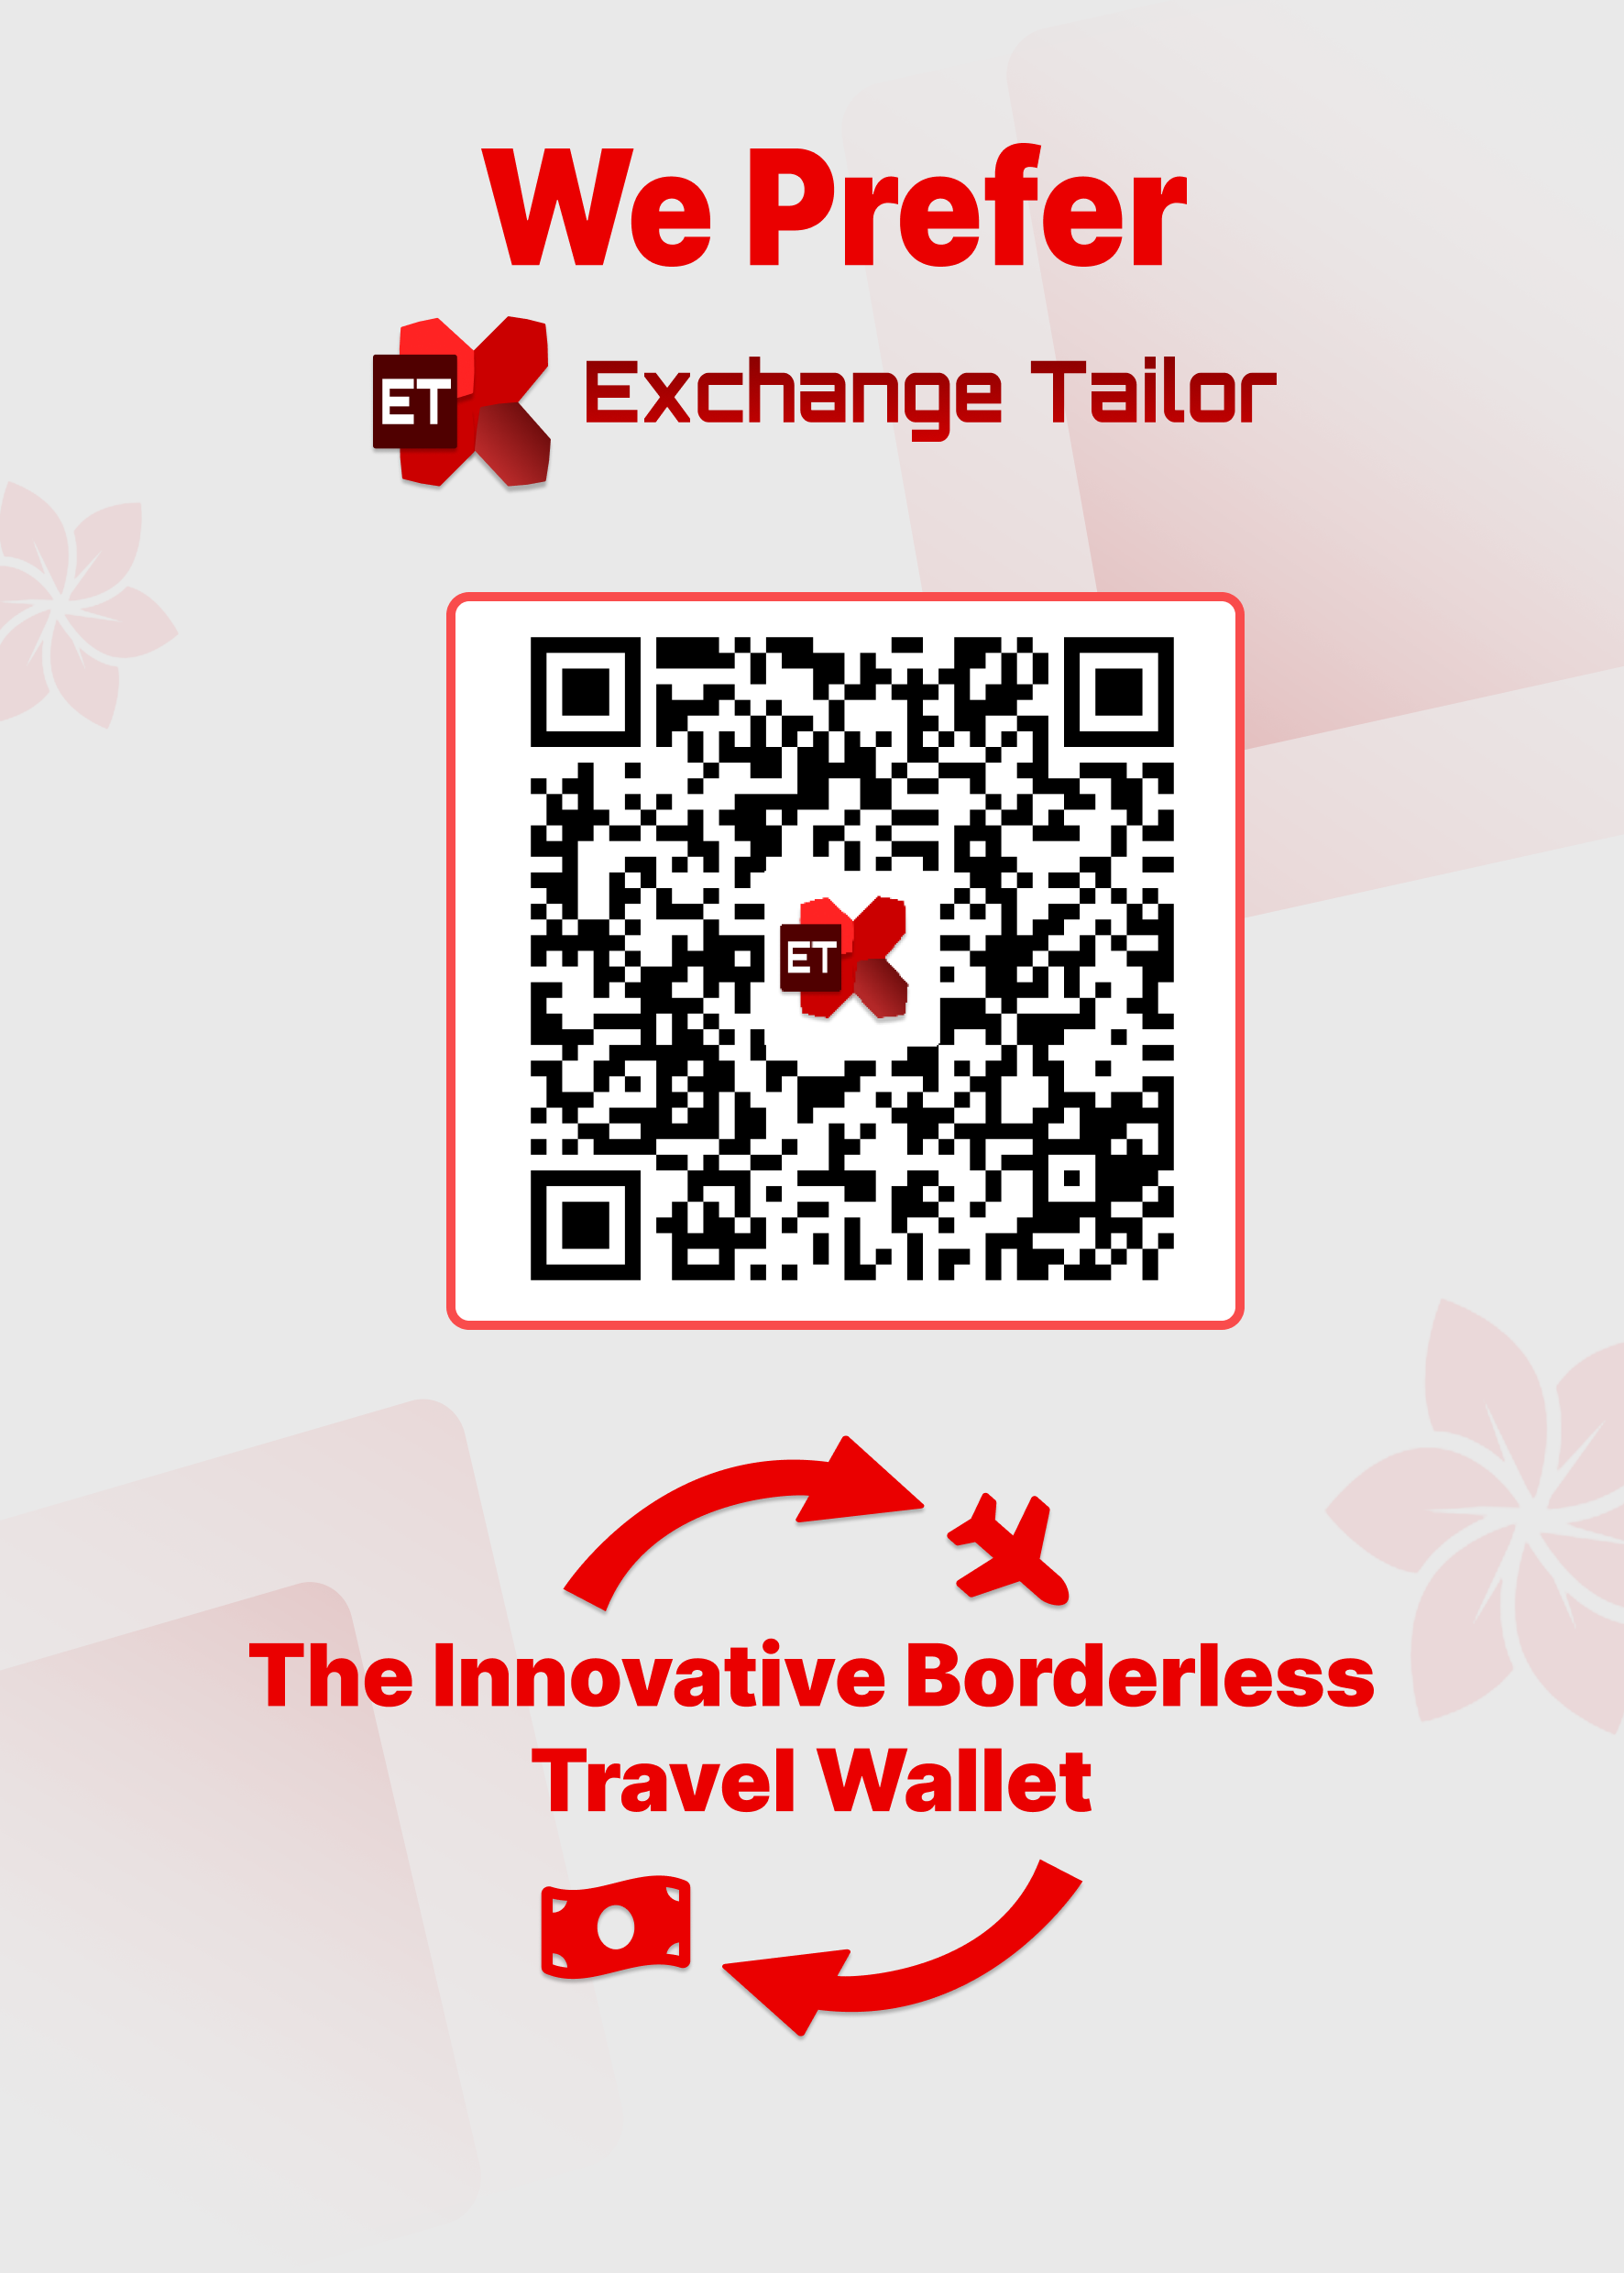 We Prefer
ET
Exchange Tailor
ET
The Innovative Borderless
Travel Wallet